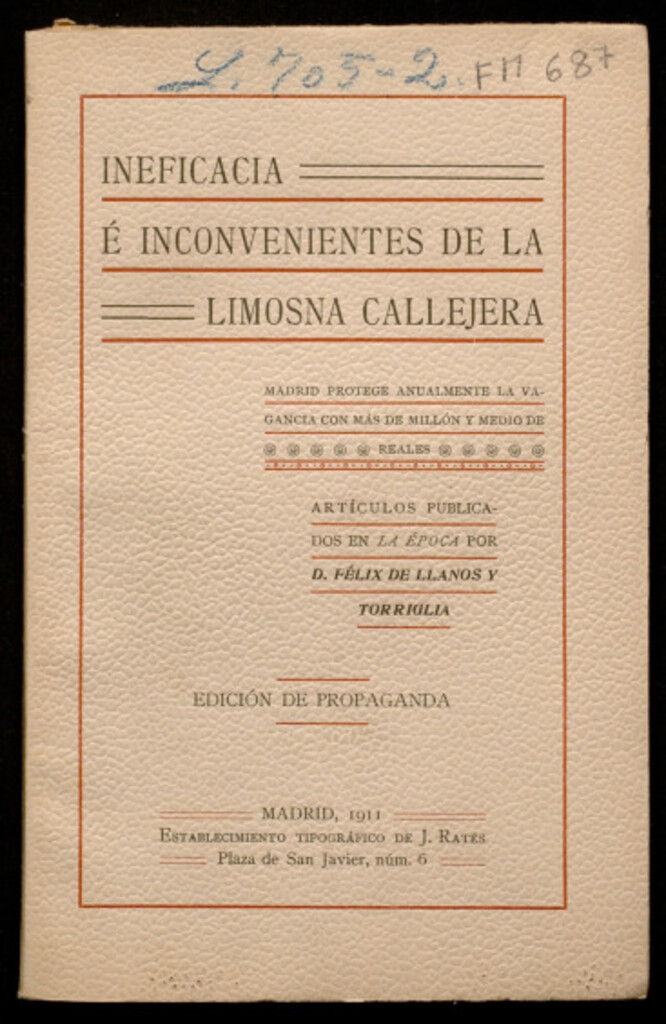 L. 705-2. FM 687
INEFICACIA
É INCONVENIENTES DE LA
LIMOSNA CALLEJERA
MADRID PROTEGE ANUALMENTE LA VA-
GANCIA CON MÁS DE MILLÓN Y MEDIO DE
REALES
ARTÍCULOS PUBLICA-
DOS EN LA ÉPOCA POR
D. FÉLIX DE LLANOS Y
TORRIGLIA
EDICIÓN DE PROPAGANDA
MADRID, 1911
ESTABLECIMIENTO TIPOGRÁFICO DE J. RATÉS
Plaza de San Javier, núm. 6